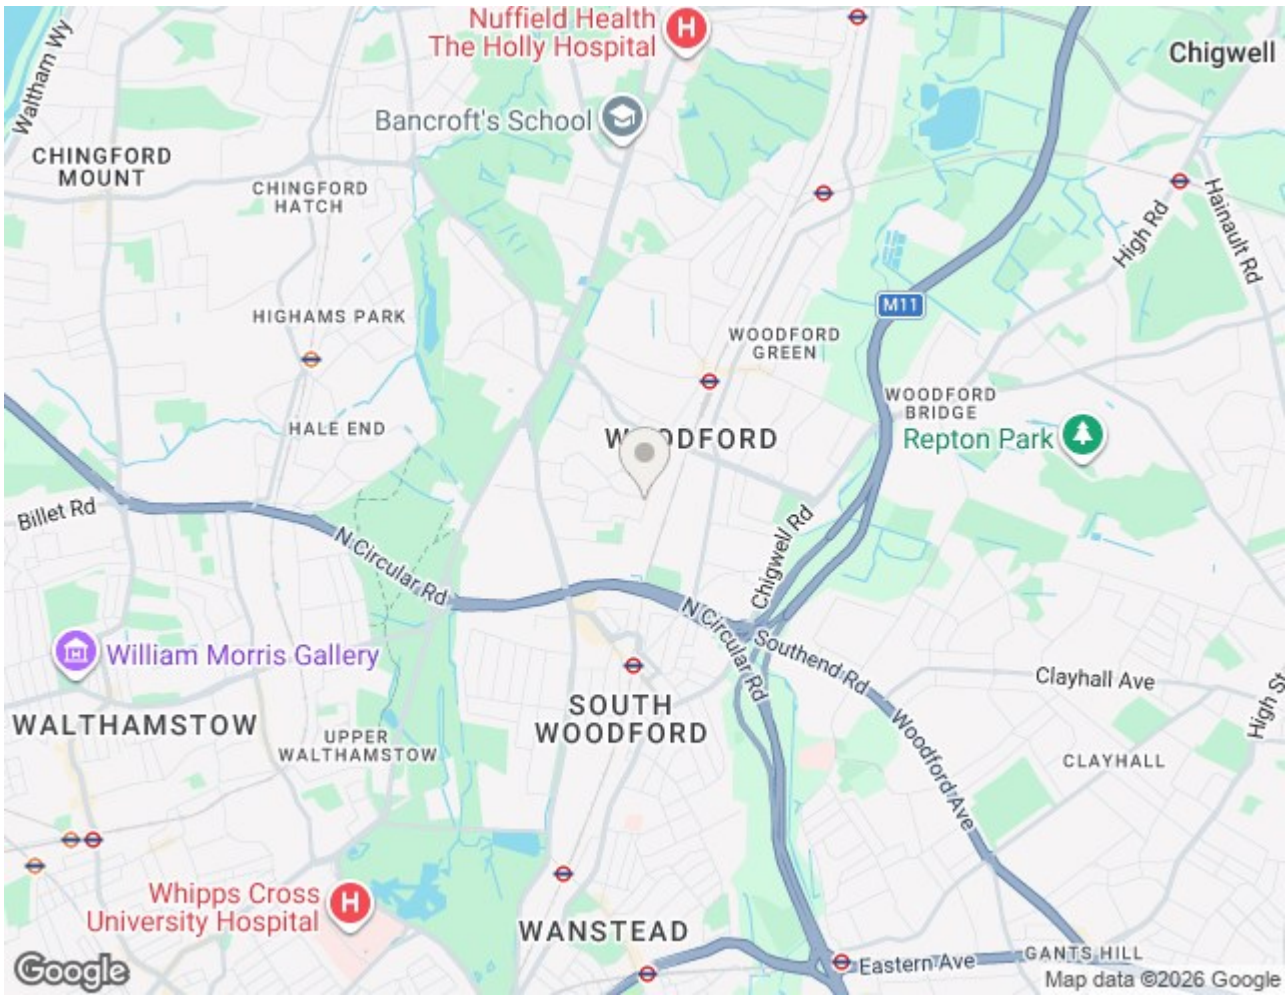 Nuffield Health
The Holly Hospital
Chigwell
Waltham Wy
Bancroft's School
CHINGFORD
MOUNT
CHINGFORD
HATCH
High Rd
Hainault Rd
M11
HIGHAMS PARK
WOODFORD
GREEN
WOODFORD
BRIDGE
HALE END
WOODFORD
Repton Park
Billet Rd
N Circular Rd
Chigwell Rd
N Circular Rd
Southend Rd
William Morris Gallery
Clayhall Ave
High St
WALTHAMSTOW
SOUTH
WOODFORD
UPPER
WALTHAMSTOW
Woodford Ave
CLAYHALL
Whipps Cross
University Hospital
WANSTEAD
Eastern Ave
GANTS HILL
Google
Map data ©2026 Google